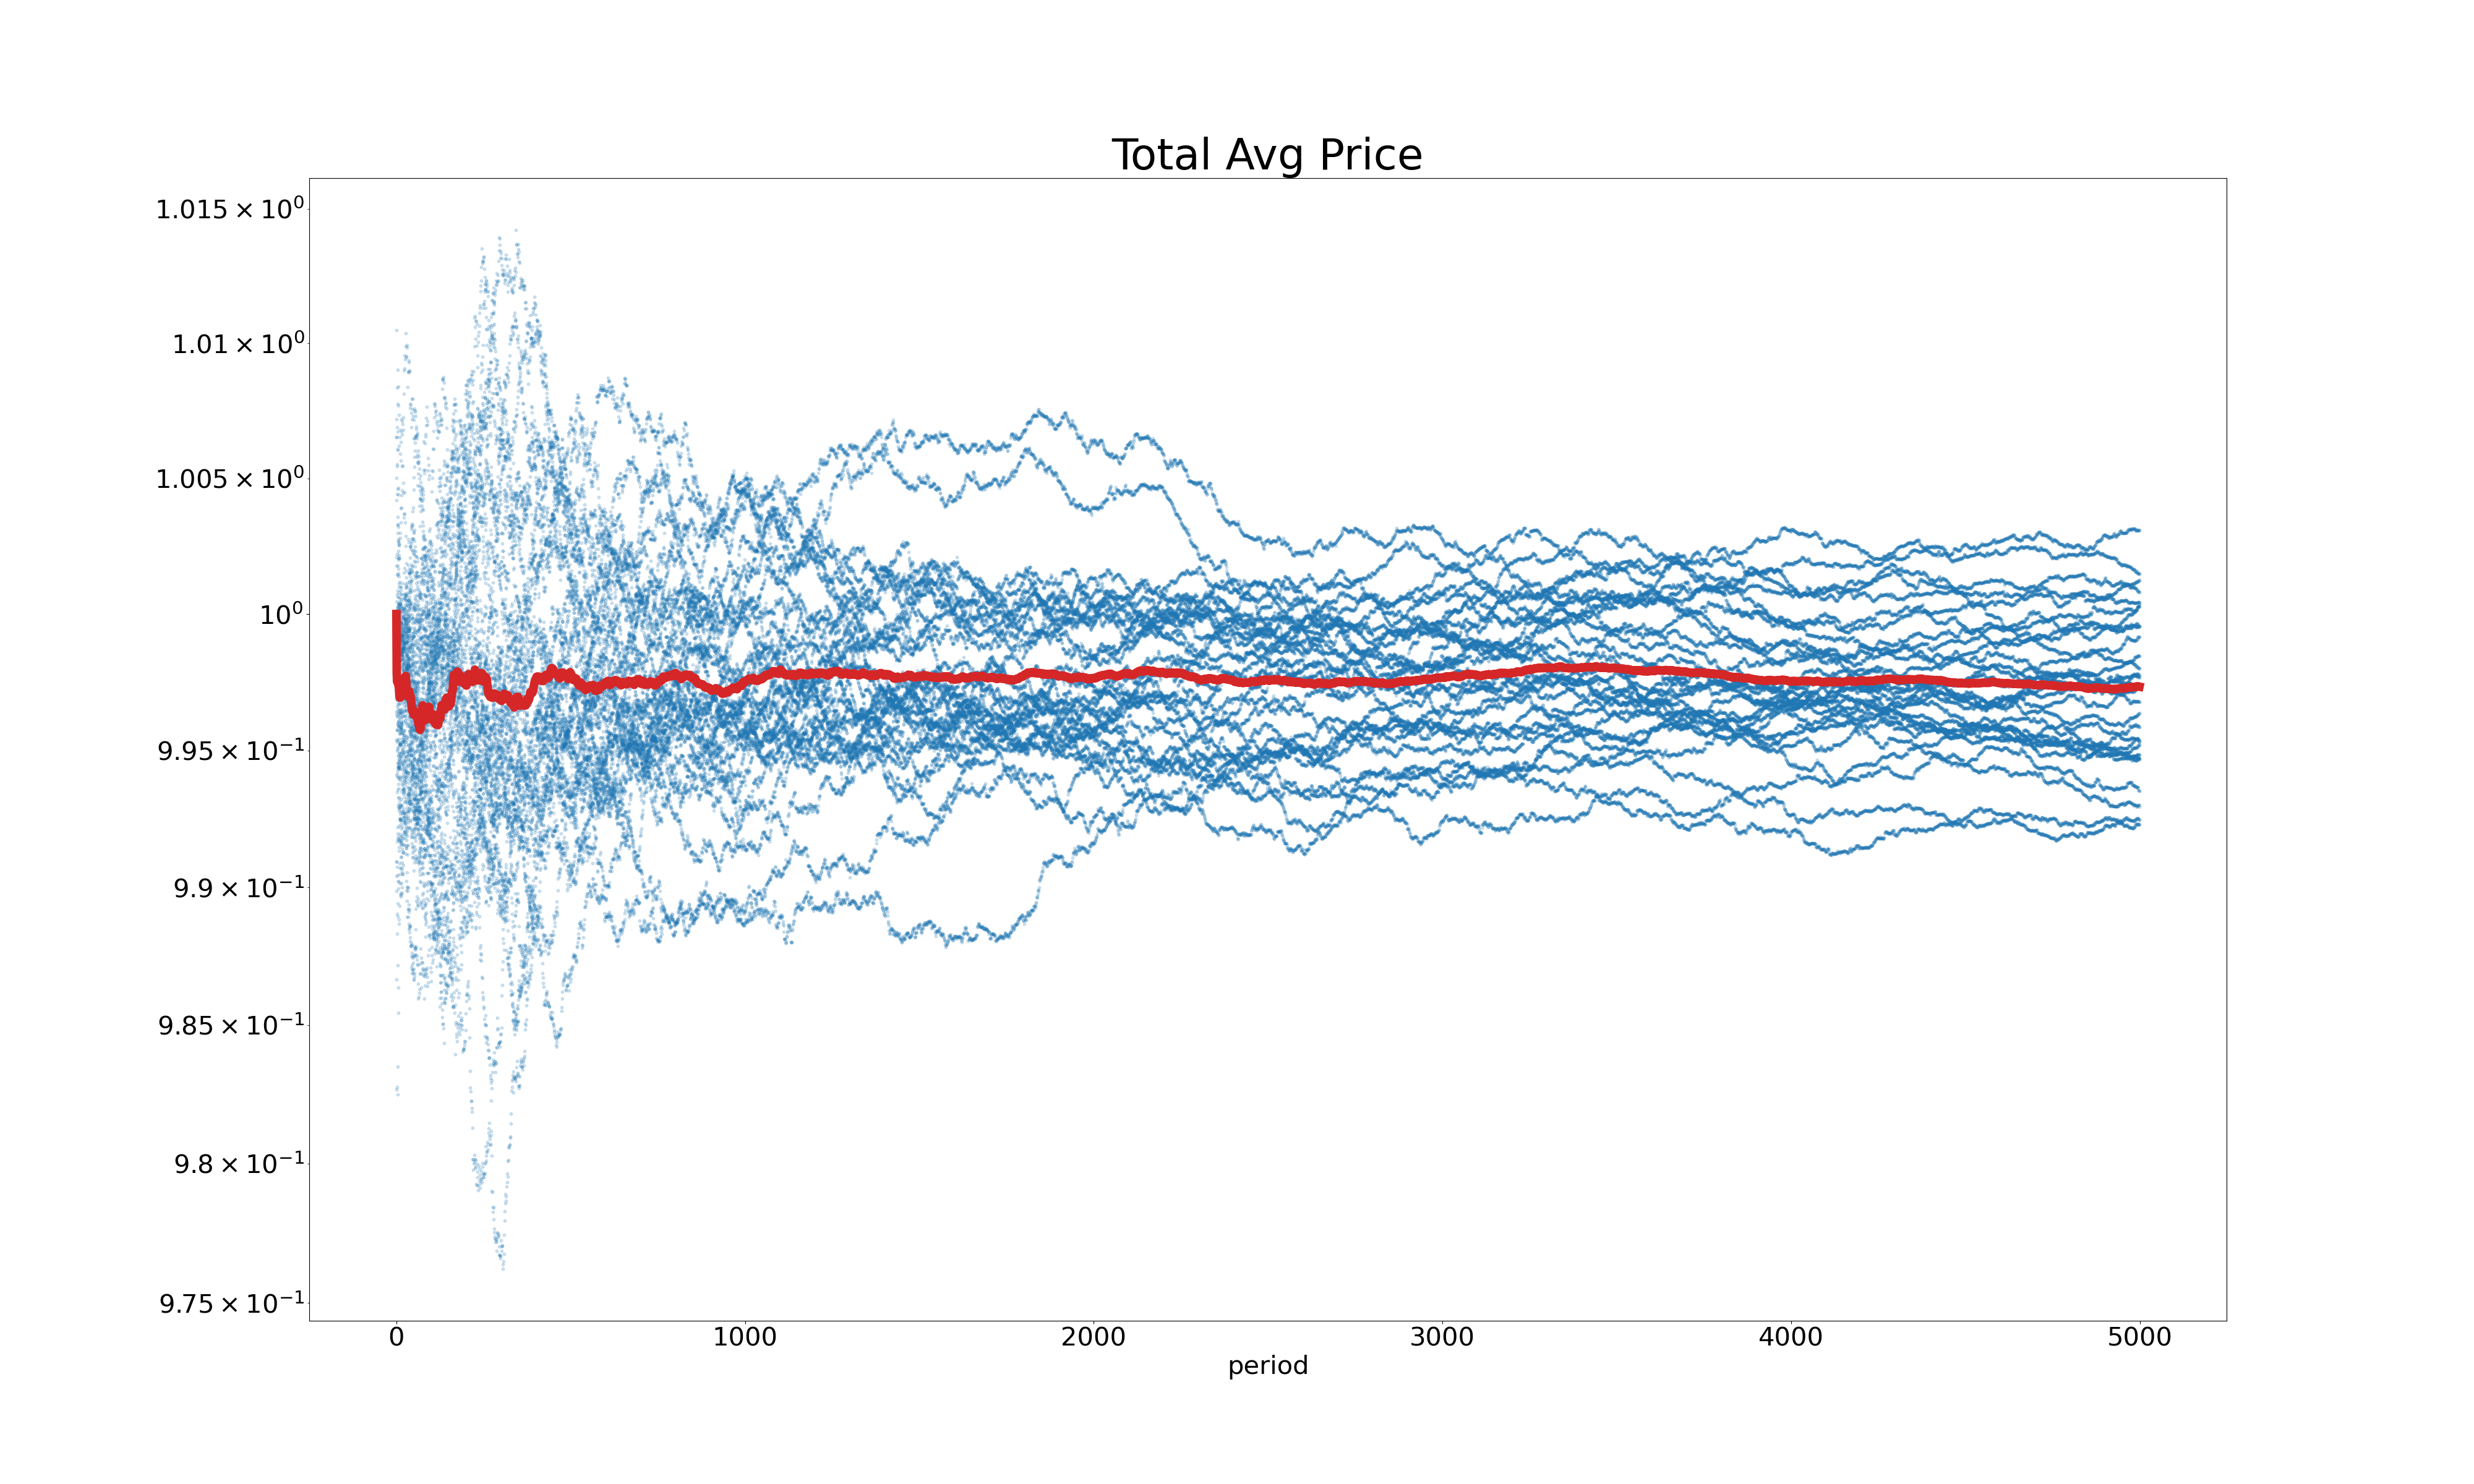 Total Avg Price
1.015 × 10⁰
1.01 × 10⁰
1.005 × 10⁰
10⁰
9.95 × 10⁻¹
9.9 × 10⁻¹
9.85 × 10⁻¹
9.8 × 10⁻¹
9.75 × 10⁻¹
0 1000 2000 3000 4000 5000
period